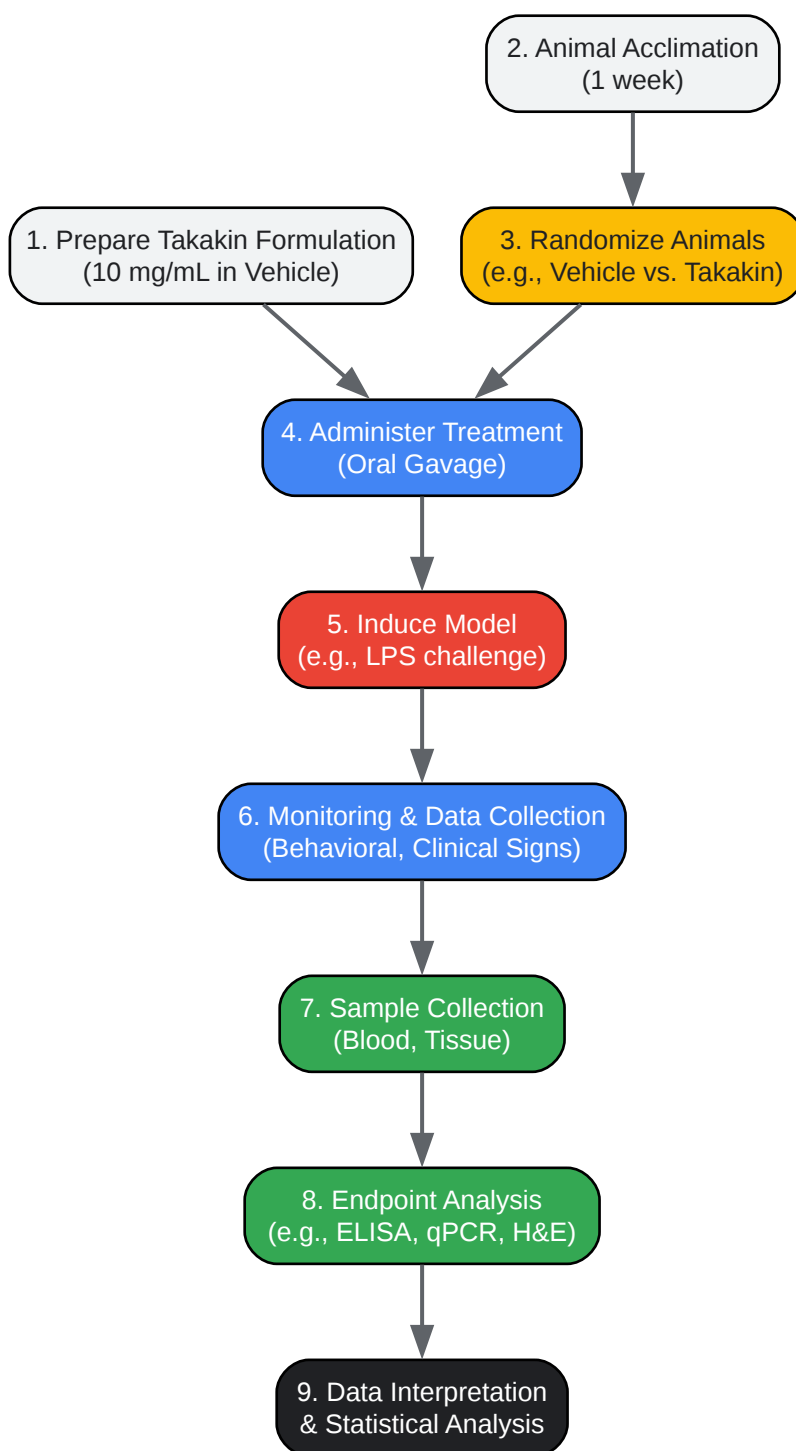 2. Animal Acclimation
(1 week)
1. Prepare Takakin Formulation
(10 mg/mL in Vehicle)
3. Randomize Animals
(e.g., Vehicle vs. Takakin)
4. Administer Treatment
(Oral Gavage)
5. Induce Model
(e.g., LPS challenge)
6. Monitoring & Data Collection
(Behavioral, Clinical Signs)
7. Sample Collection
(Blood, Tissue)
8. Endpoint Analysis
(e.g., ELISA, qPCR, H&E)
9. Data Interpretation
& Statistical Analysis